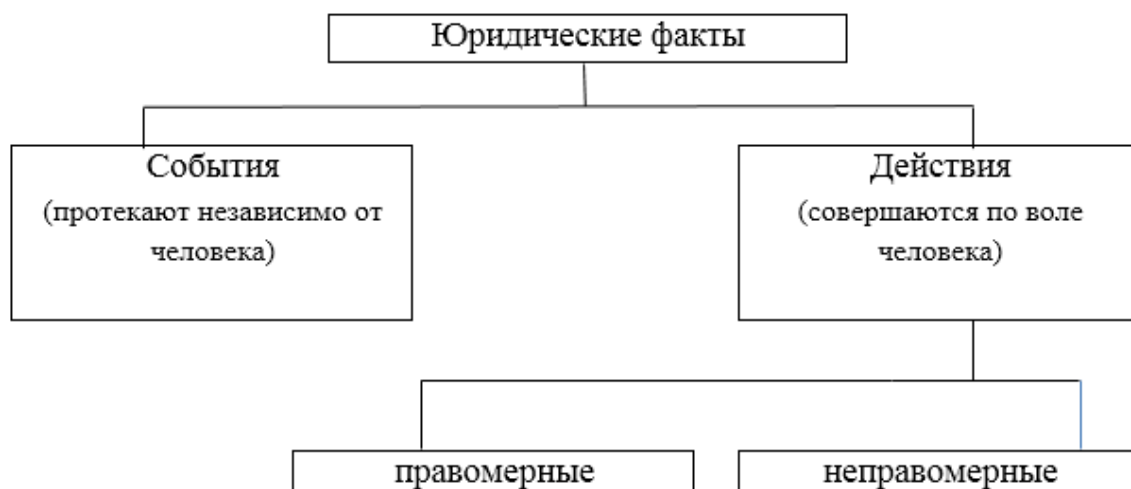 Юридические факты
События
(протекают независимо от
человека)
Действия
(совершаются по воле
человека)
правомерные
неправомерные